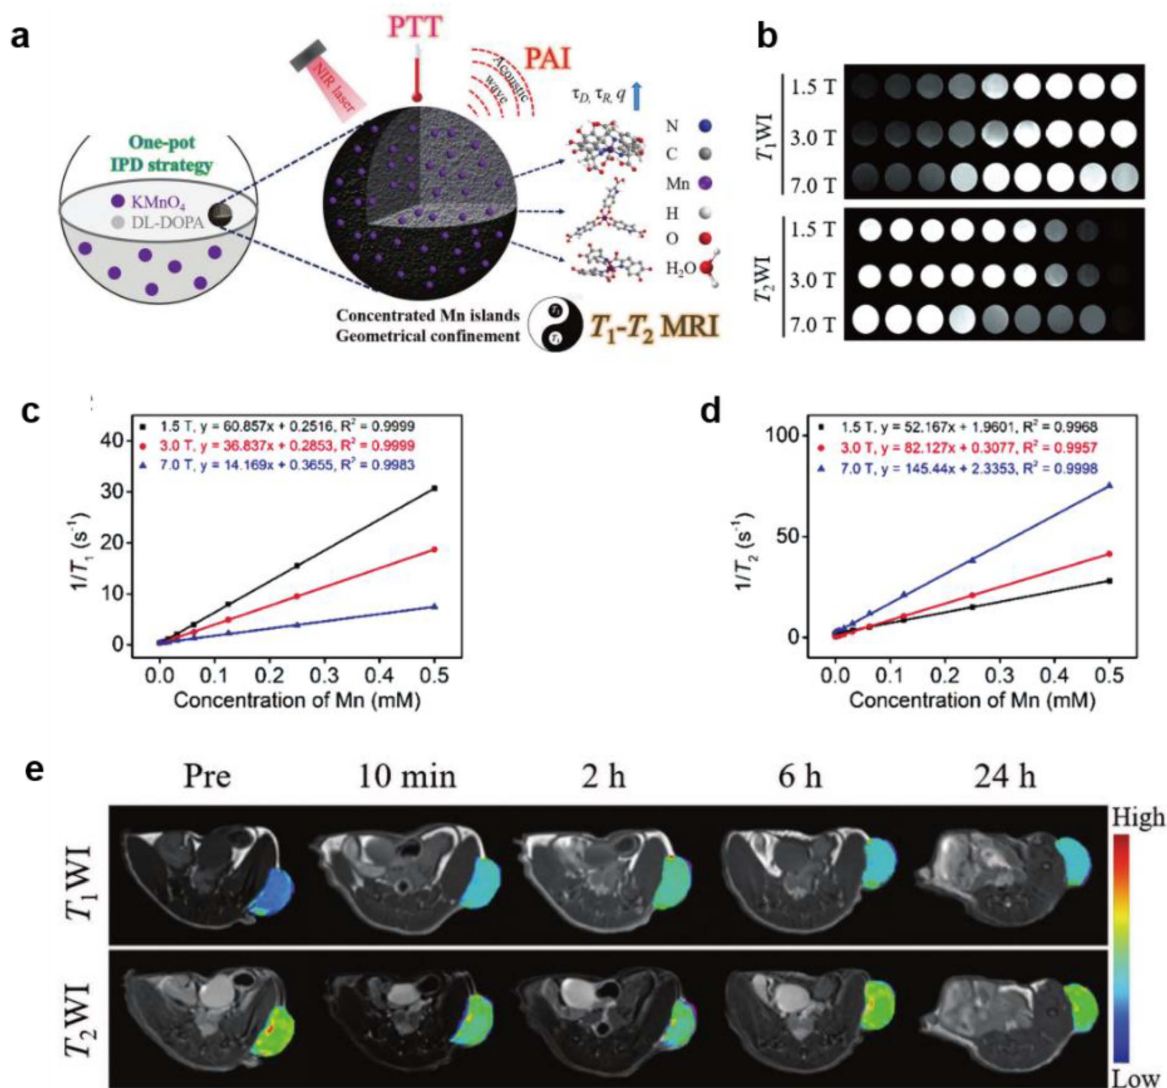 a
PTT
NIR laser
PAI
Acoustic
wave
τD, τR, q
One-pot
IPD strategy
KMnO4
DL-DOPA
N
C
Mn
H
O
H2O
Concentrated Mn islands
Geometrical confinement
T2
T1
T1-T2 MRI
b
T1WI
1.5 T
3.0 T
7.0 T
T2WI
1.5 T
3.0 T
7.0 T
c
1.5 T, y = 60.857x + 0.2516, R² = 0.9999
3.0 T, y = 36.837x + 0.2853, R² = 0.9999
7.0 T, y = 14.169x + 0.3655, R² = 0.9983
1/T1 (s⁻¹)
40
30
20
10
0
0.0 0.1 0.2 0.3 0.4 0.5
Concentration of Mn (mM)
d
1.5 T, y = 52.167x + 1.9601, R² = 0.9968
3.0 T, y = 82.127x + 0.3077, R² = 0.9957
7.0 T, y = 145.44x + 2.3353, R² = 0.9998
1/T2 (s⁻¹)
100
50
0
0.0 0.1 0.2 0.3 0.4 0.5
Concentration of Mn (mM)
e
Pre 10 min 2 h 6 h 24 h
T1WI
T2WI
High
Low